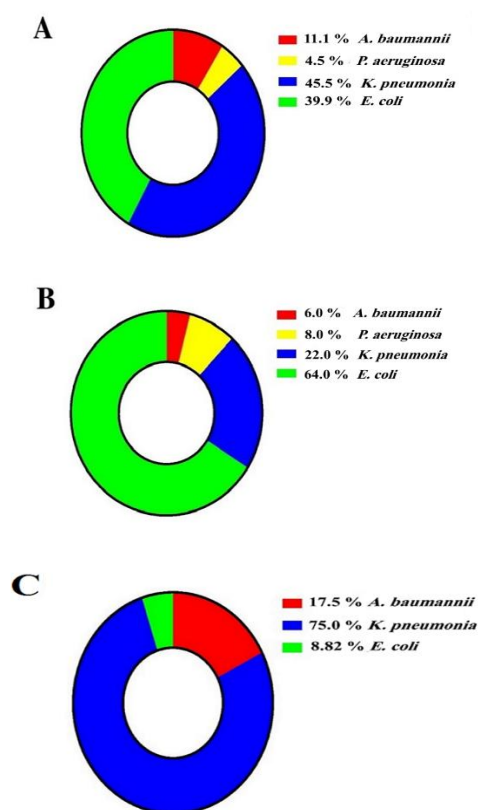 A
11.1 % A. baumannii
4.5 % P. aeruginosa
45.5 % K. pneumonia
39.9 % E. coli
B
6.0 % A. baumannii
8.0 % P. aeruginosa
22.0 % K. pneumonia
64.0 % E. coli
C
17.5 % A. baumannii
75.0 % K. pneumonia
8.82 % E. coli